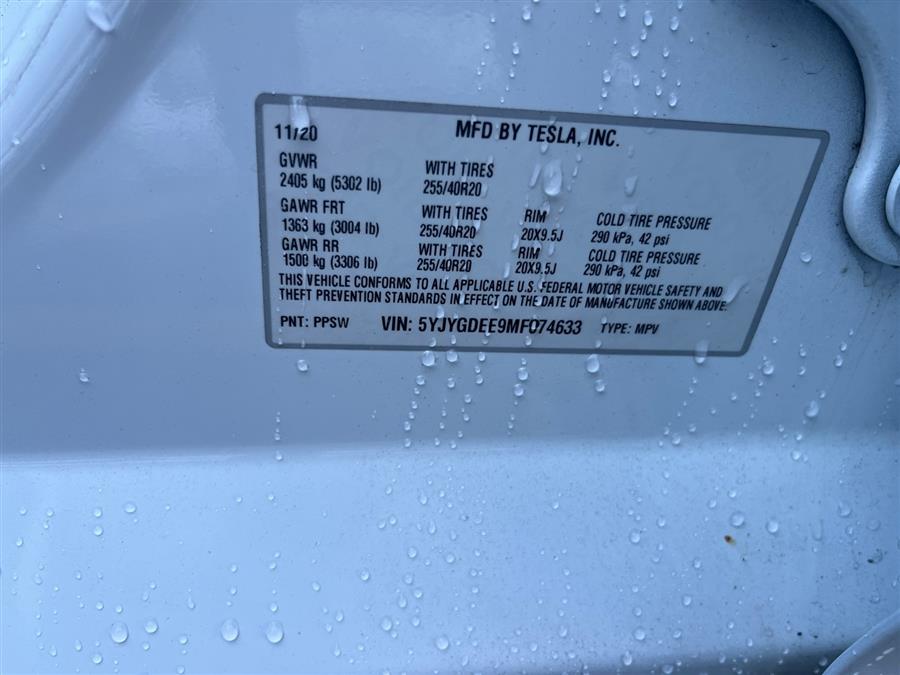 11/20 MFD BY TESLA, INC.
GVWR WITH TIRES
2405 kg (5302 lb) 255/40R20
GAWR FRT WITH TIRES RIM COLD TIRE PRESSURE
1363 kg (3004 lb) 255/40R20 20X9.5J 290 kPa, 42 psi
GAWR RR WITH TIRES RIM COLD TIRE PRESSURE
1500 kg (3306 lb) 255/40R20 20X9.5J 290 kPa, 42 psi
THIS VEHICLE CONFORMS TO ALL APPLICABLE U.S. FEDERAL MOTOR VEHICLE SAFETY AND
THEFT PREVENTION STANDARDS IN EFFECT ON THE DATE OF MANUFACTURE SHOWN ABOVE.
PNT: PPSW VIN: 5YJYGDEE9MF074633 TYPE: MPV